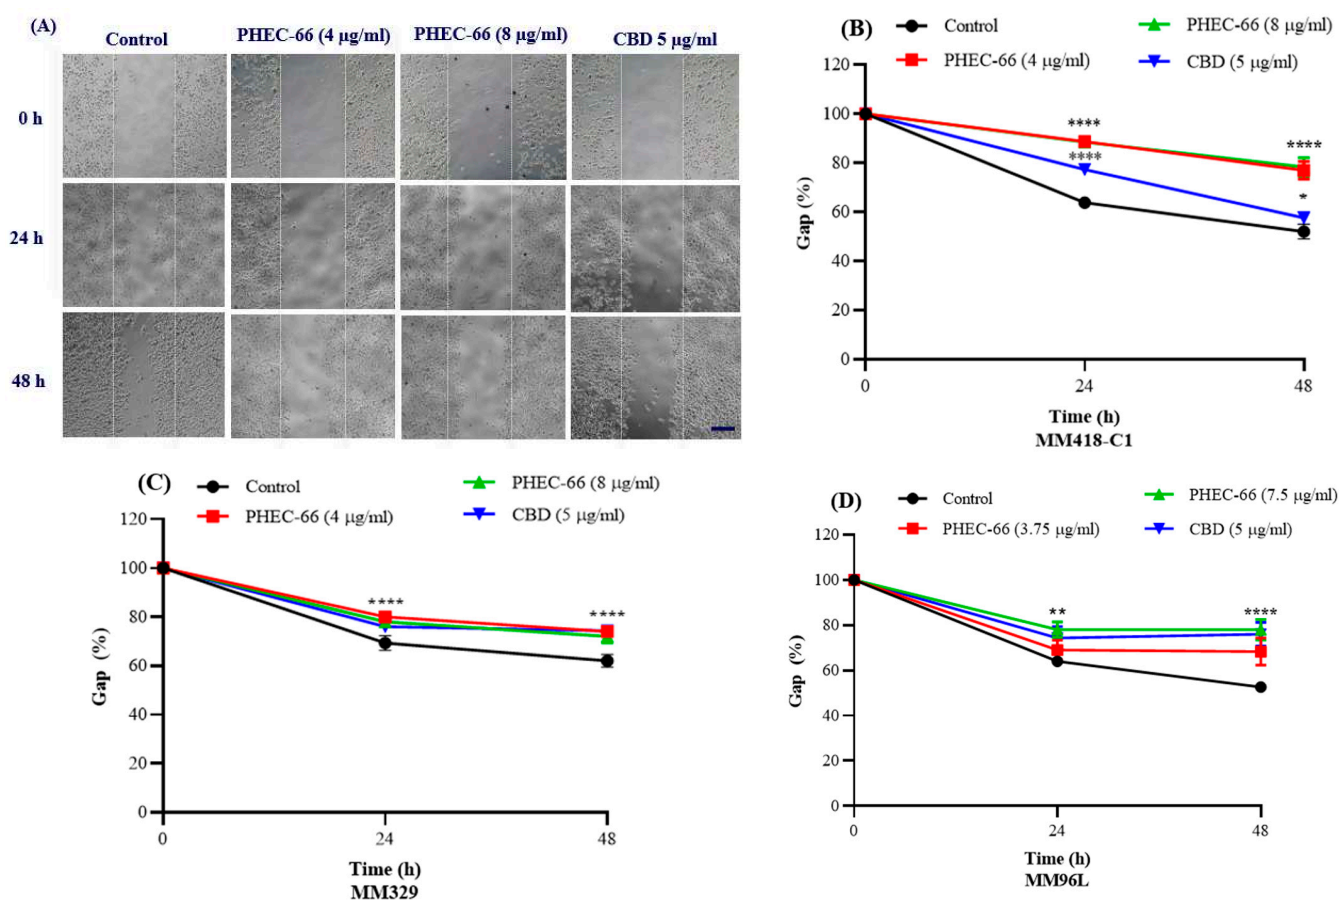 (A)
Control PHEC-66 (4 μg/ml) PHEC-66 (8 μg/ml) CBD 5 μg/ml
0 h
24 h
48 h
(B)
Control PHEC-66 (8 μg/ml)
PHEC-66 (4 μg/ml) CBD (5 μg/ml)
120
100
80
60
40
20
0
Gap (%)
****
****
****
*
0 24 48
Time (h)
MM418-C1
(C)
Control PHEC-66 (8 μg/ml)
PHEC-66 (4 μg/ml) CBD (5 μg/ml)
120
100
80
60
40
20
0
Gap (%)
**** ****
0 24 48
Time (h)
MM329
(D)
Control PHEC-66 (7.5 μg/ml)
PHEC-66 (3.75 μg/ml) CBD (5 μg/ml)
120
100
80
60
40
20
0
Gap (%)
** ****
0 24 48
Time (h)
MM96L